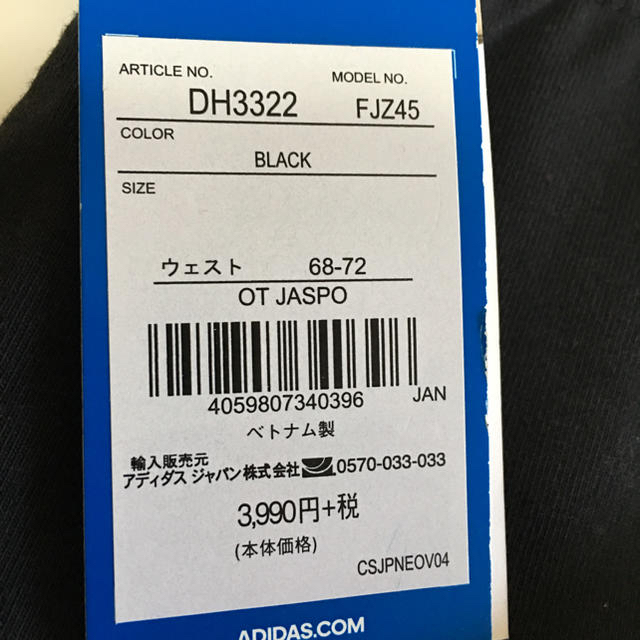 ARTICLE NO. MODEL NO.
DH3322 FJZ45
COLOR
BLACK
SIZE
ウェスト 68-72
OT JASPO
4059807340396 JAN
ベトナム製
輸入販売元
アディダス ジャパン株式会社 0570-033-033
3,990円+税
(本体価格)
CSJPNEOV04
ADIDAS.COM